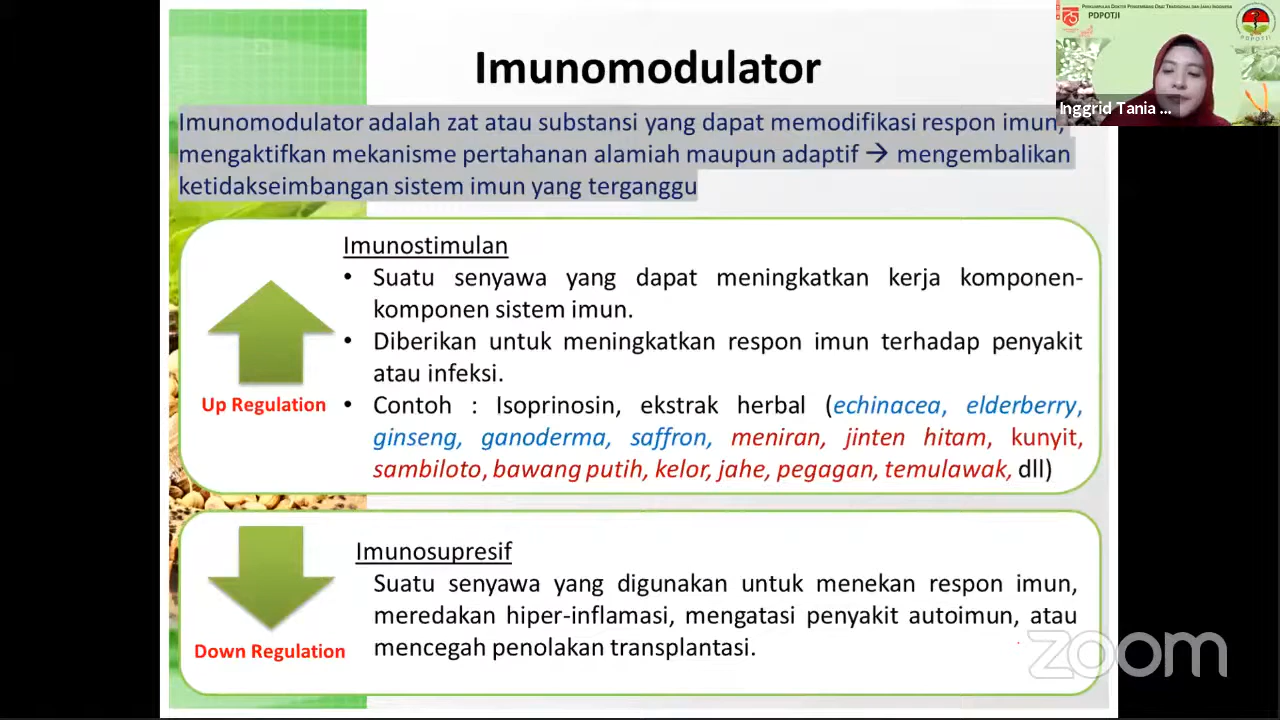 Imunomodulator
Imunomodulator adalah zat atau substansi yang dapat memodifikasi respon imun,
mengaktifkan mekanisme pertahanan alamiah maupun adaptif → mengembalikan
ketidakseimbangan sistem imun yang terganggu
Imunostimulan
• Suatu senyawa yang dapat meningkatkan kerja komponen-
komponen sistem imun.
• Diberikan untuk meningkatkan respon imun terhadap penyakit
atau infeksi.
Up Regulation
• Contoh : Isoprinosin, ekstrak herbal (echinacea, elderberry,
ginseng, ganoderma, saffron, meniran, jinten hitam, kunyit,
sambiloto, bawang putih, kelor, jahe, pegagan, temulawak, dll)
Imunosupresif
Suatu senyawa yang digunakan untuk menekan respon imun,
meredakan hiper-inflamasi, mengatasi penyakit autoimun, atau
mencegah penolakan transplantasi.
Down Regulation
zoom
PDPOTJI
Inggrid Tania ...